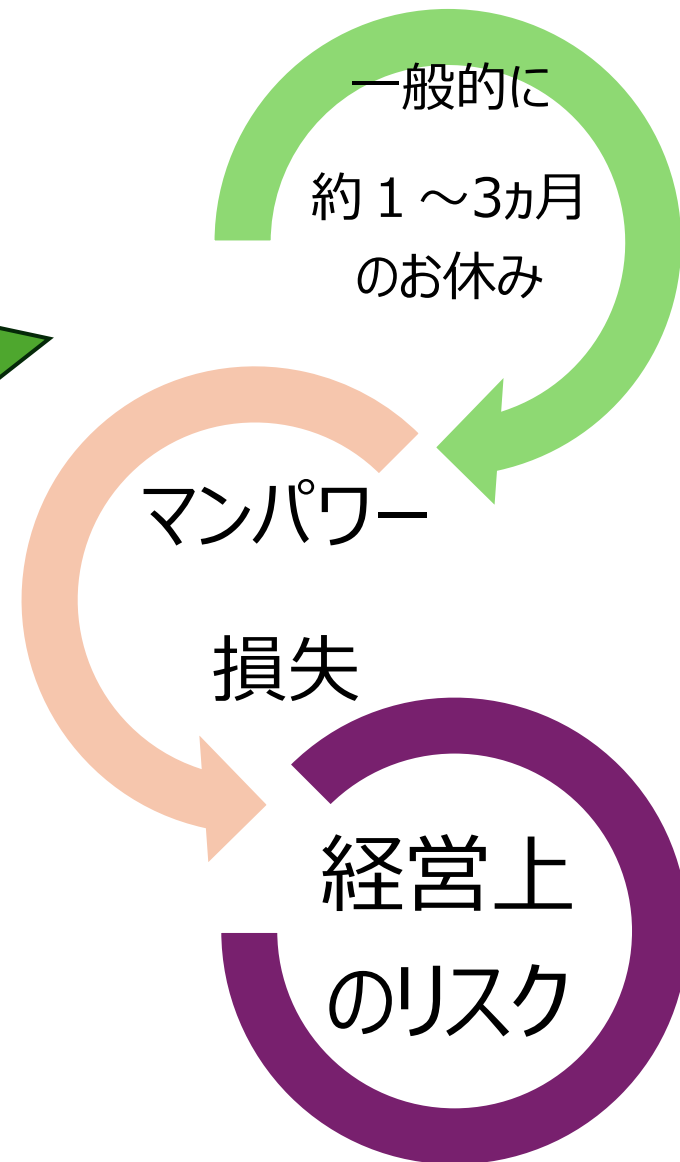 一般的に
約１～3ヵ月
のお休み
マンパワー
損失
経営上
のリスク